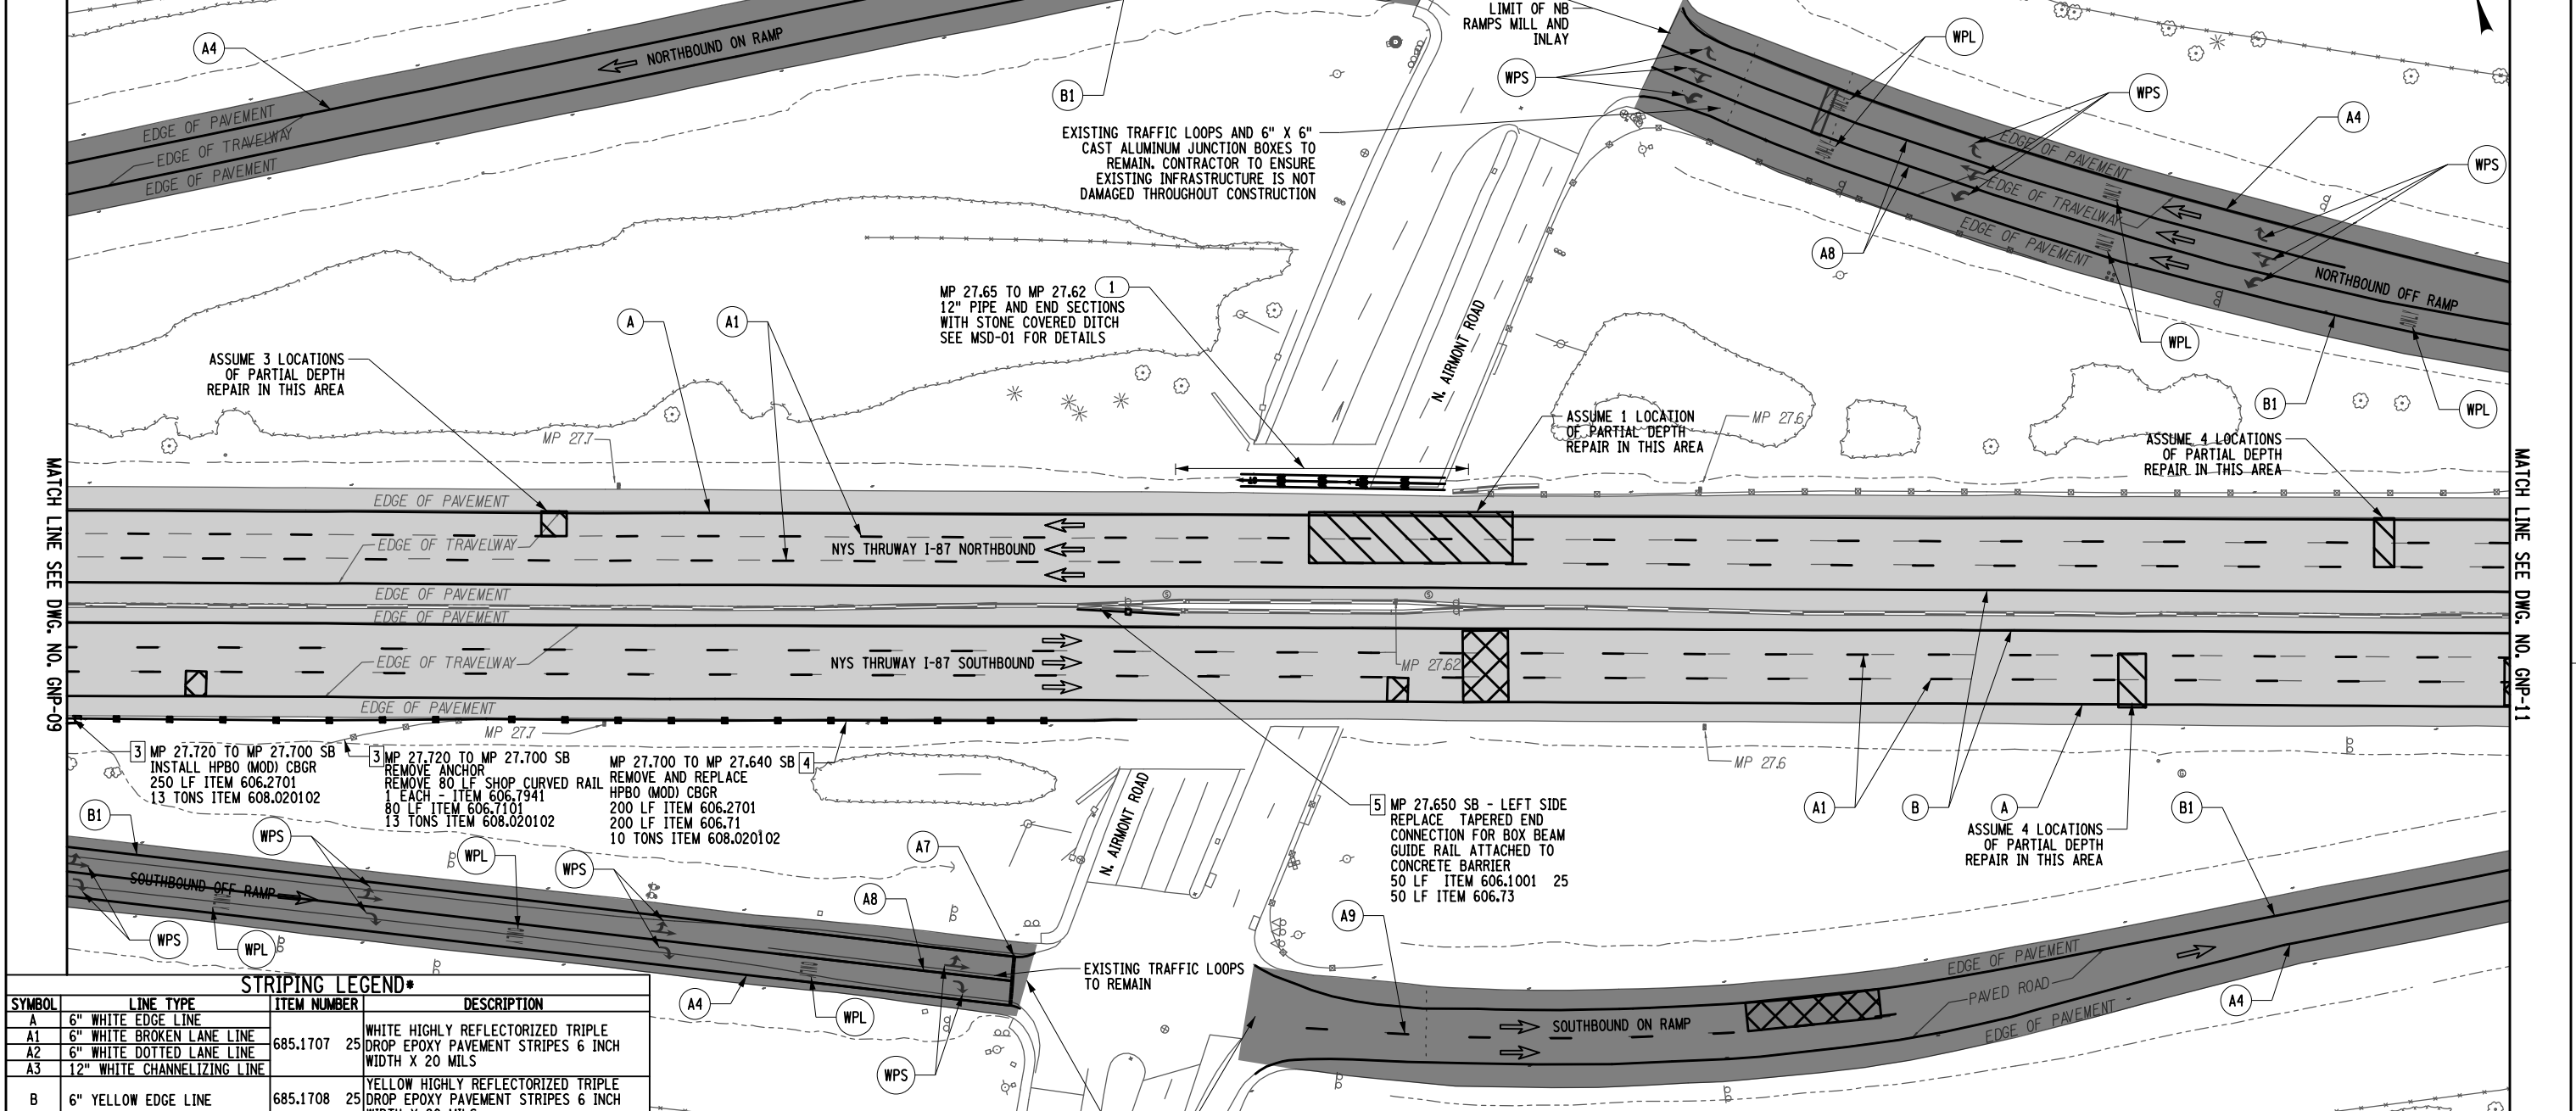 LIMIT OF NB
RAMPS MILL AND
INLAY
A4
NORTHBOUND ON RAMP
EDGE OF PAVEMENT
EDGE OF TRAVELWAY
EDGE OF PAVEMENT
B1
WPS
WPL
WPS
A4
WPS
EXISTING TRAFFIC LOOPS AND 6" X 6"
CAST ALUMINUM JUNCTION BOXES TO
REMAIN. CONTRACTOR TO ENSURE
EXISTING INFRASTRUCTURE IS NOT
DAMAGED THROUGHOUT CONSTRUCTION
EDGE OF PAVEMENT
EDGE OF TRAVELWAY
EDGE OF PAVEMENT
A8
NORTHBOUND OFF RAMP
WPL
B1
WPL
MP 27.65 TO MP 27.62 1
12" PIPE AND END SECTIONS
WITH STONE COVERED DITCH
SEE MSD-01 FOR DETAILS
A
A1
N. AIRMONT ROAD
ASSUME 3 LOCATIONS
OF PARTIAL DEPTH
REPAIR IN THIS AREA
MP 27.7
ASSUME 1 LOCATION
OF PARTIAL DEPTH
REPAIR IN THIS AREA
MP 27.6
ASSUME 4 LOCATIONS
OF PARTIAL DEPTH
REPAIR IN THIS AREA
MATCH LINE SEE DWG. NO. GNP-09
MATCH LINE SEE DWG. NO. GNP-11
EDGE OF PAVEMENT
EDGE OF TRAVELWAY
NYS THRUWAY I-87 NORTHBOUND
EDGE OF PAVEMENT
EDGE OF PAVEMENT
S
S
EDGE OF TRAVELWAY
NYS THRUWAY I-87 SOUTHBOUND
MP 27.62
EDGE OF PAVEMENT
MP 27.7
MP 27.6
3 MP 27.720 TO MP 27.700 SB
INSTALL HPBO (MOD) CBGR
250 LF ITEM 606.2701
13 TONS ITEM 608.020102
3 MP 27.720 TO MP 27.700 SB
REMOVE ANCHOR
REMOVE 80 LF SHOP CURVED RAIL
1 EACH - ITEM 606.7941
80 LF ITEM 606.7101
13 TONS ITEM 608.020102
MP 27.700 TO MP 27.640 SB 4
REMOVE AND REPLACE
HPBO (MOD) CBGR
200 LF ITEM 606.2701
200 LF ITEM 606.71
10 TONS ITEM 608.020102
N. AIRMONT ROAD
5 MP 27.650 SB - LEFT SIDE
REPLACE TAPERED END
CONNECTION FOR BOX BEAM
GUIDE RAIL ATTACHED TO
CONCRETE BARRIER
50 LF ITEM 606.1001 25
50 LF ITEM 606.73
A1
B
A
B1
ASSUME 4 LOCATIONS
OF PARTIAL DEPTH
REPAIR IN THIS AREA
B1
WPS
WPL
WPS
A7
A8
A9
SOUTHBOUND OFF RAMP
WPS
WPL
A4
WPL
WPS
EXISTING TRAFFIC LOOPS
TO REMAIN
SOUTHBOUND ON RAMP
EDGE OF PAVEMENT
PAVED ROAD
EDGE OF PAVEMENT
A4
STRIPING LEGEND*
SYMBOL LINE TYPE ITEM NUMBER DESCRIPTION
A 6" WHITE EDGE LINE
A1 6" WHITE BROKEN LANE LINE
A2 6" WHITE DOTTED LANE LINE
A3 12" WHITE CHANNELIZING LINE
685.1707 25
WHITE HIGHLY REFLECTORIZED TRIPLE
DROP EPOXY PAVEMENT STRIPES 6 INCH
WIDTH X 20 MILS
B 6" YELLOW EDGE LINE 685.1708 25
YELLOW HIGHLY REFLECTORIZED TRIPLE
DROP EPOXY PAVEMENT STRIPES 6 INCH